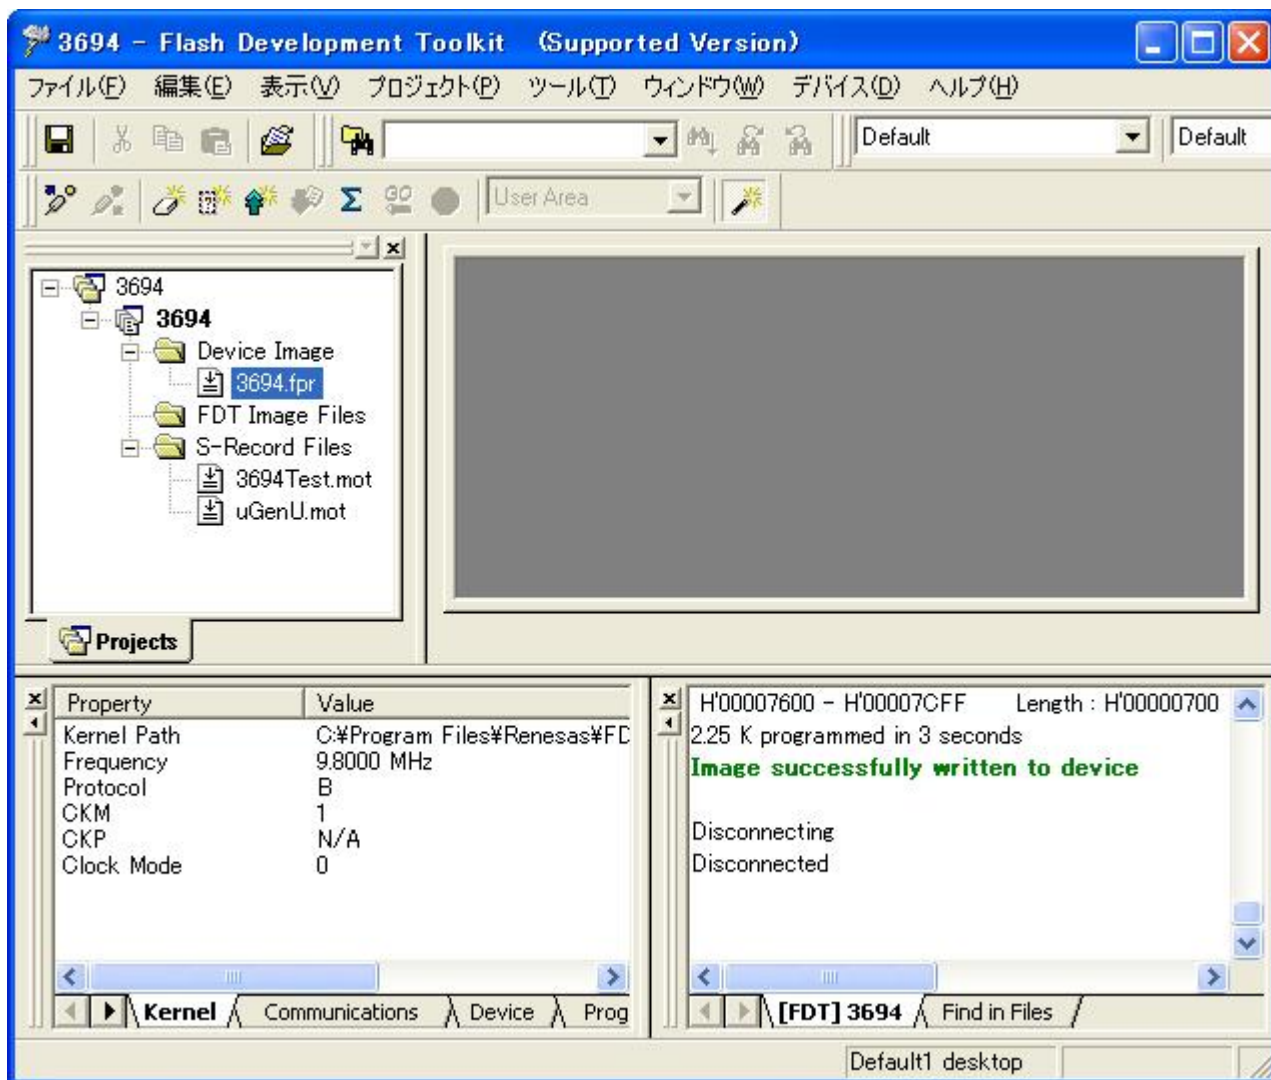 3694 - Flash Development Toolkit (Supported Version)
ファイル(F) 編集(E) 表示(V) プロジェクト(P) ツール(T) ウィンドウ(W) デバイス(D) ヘルプ(H)
Default Default
User Area
3694
3694
Device Image
3694.fpr
FDT Image Files
S-Record Files
3694Test.mot
uGenU.mot
Projects
Property Value
Kernel Path C:¥Program Files¥Renesas¥FD
Frequency 9.8000 MHz
Protocol B
CKM 1
CKP N/A
Clock Mode 0
Kernel Communications Device Prog
H'00007600 - H'00007CFF Length : H'00000700
2.25 K programmed in 3 seconds
Image successfully written to device
Disconnecting
Disconnected
[FDT] 3694 Find in Files
Default1 desktop